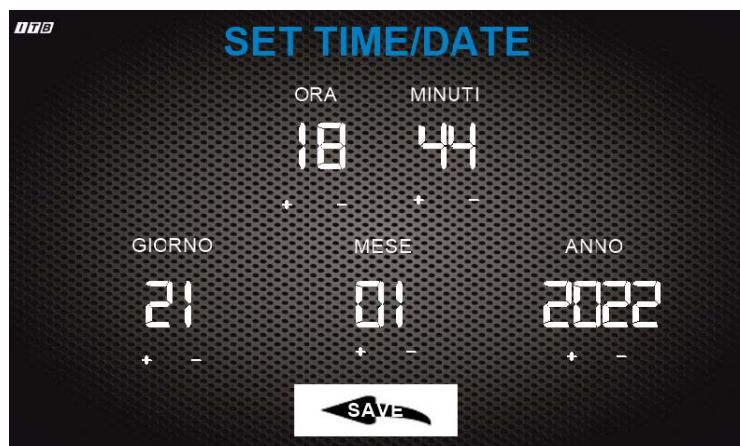 ITB
SET TIME/DATE
ORA MINUTI
18 44
+ - + -
GIORNO MESE ANNO
21 01 2022
+ - + - + -
SAVE